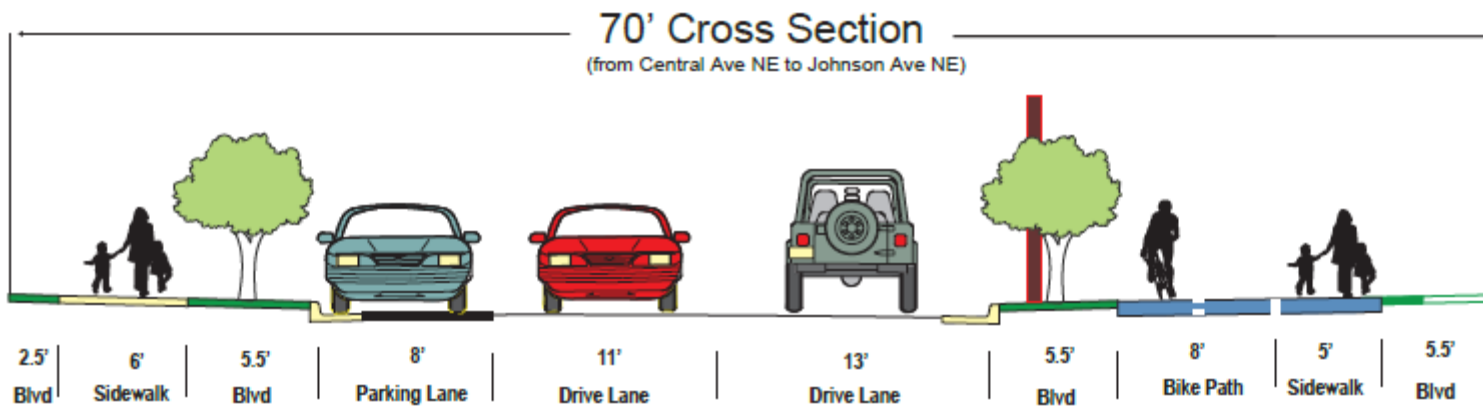 70’ Cross Section
(from Central Ave NE to Johnson Ave NE)
2.5’ 6’ 5.5’ 8’ 11’ 13’ 5.5’ 8’ 5’ 5.5’
Blvd Sidewalk Blvd Parking Lane Drive Lane Drive Lane Blvd Bike Path Sidewalk Blvd